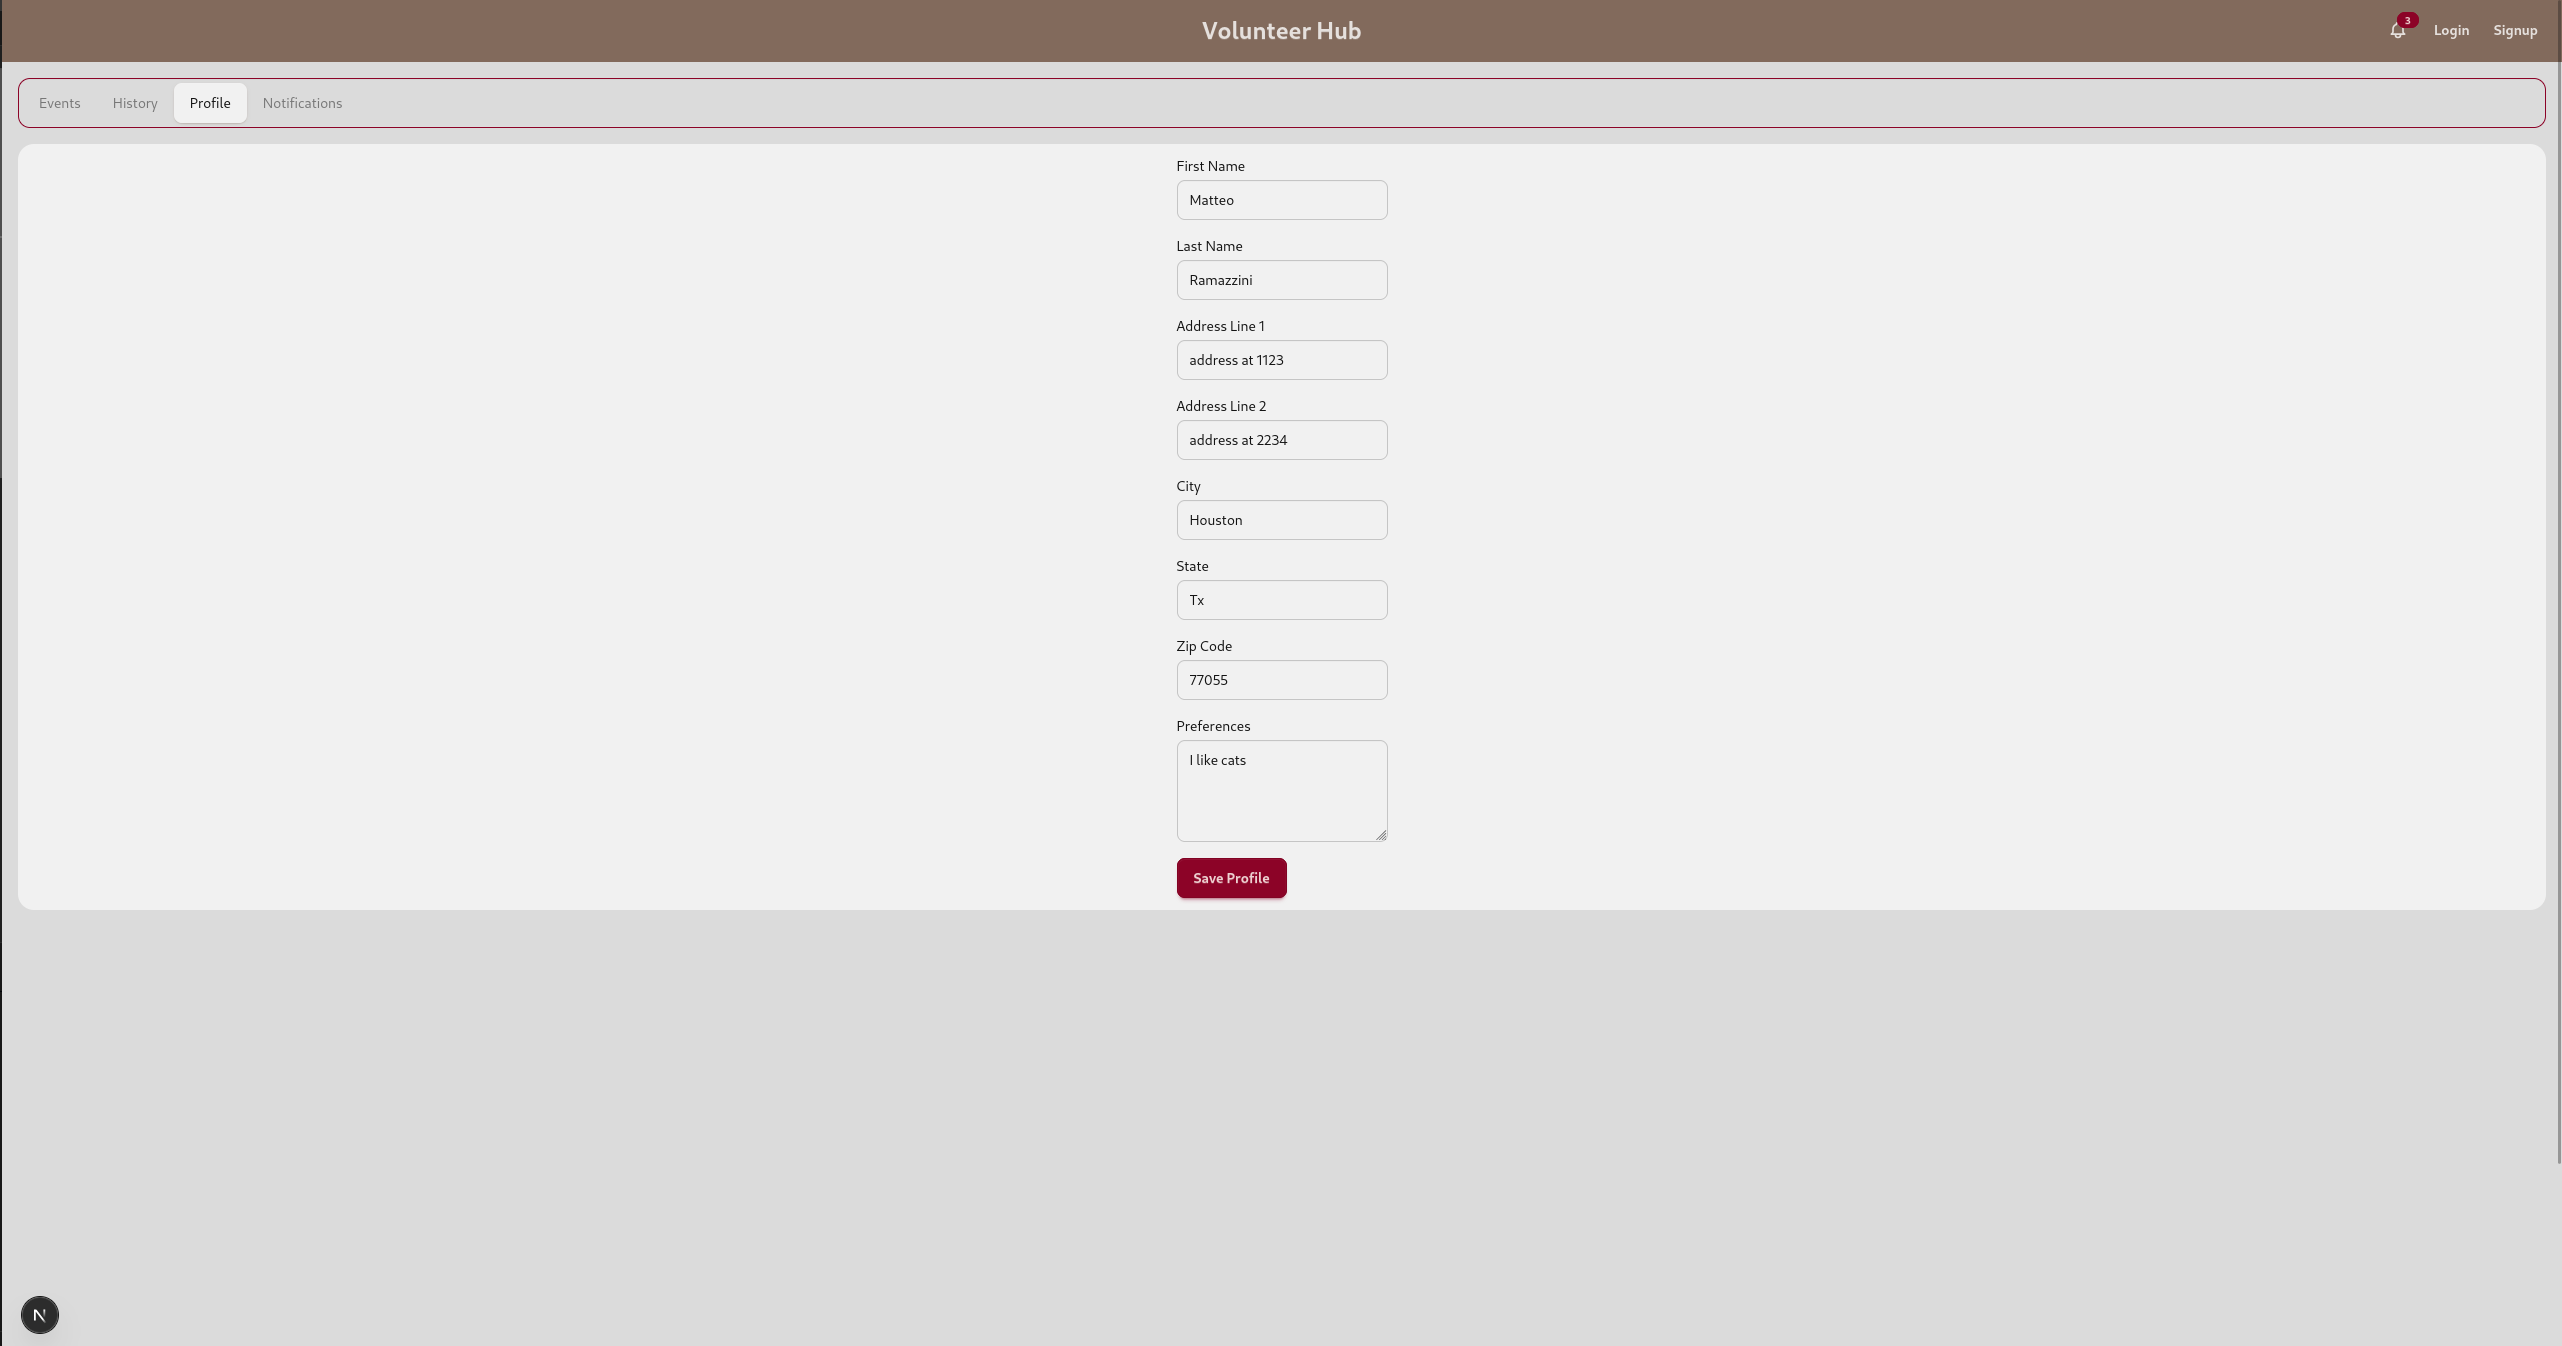 Volunteer Hub
3
Login
Signup
Events
History
Profile
Notifications
First Name
Matteo
Last Name
Ramazzini
Address Line 1
address at 1123
Address Line 2
address at 2234
City
Houston
State
Tx
Zip Code
77055
Preferences
I like cats
Save Profile
N